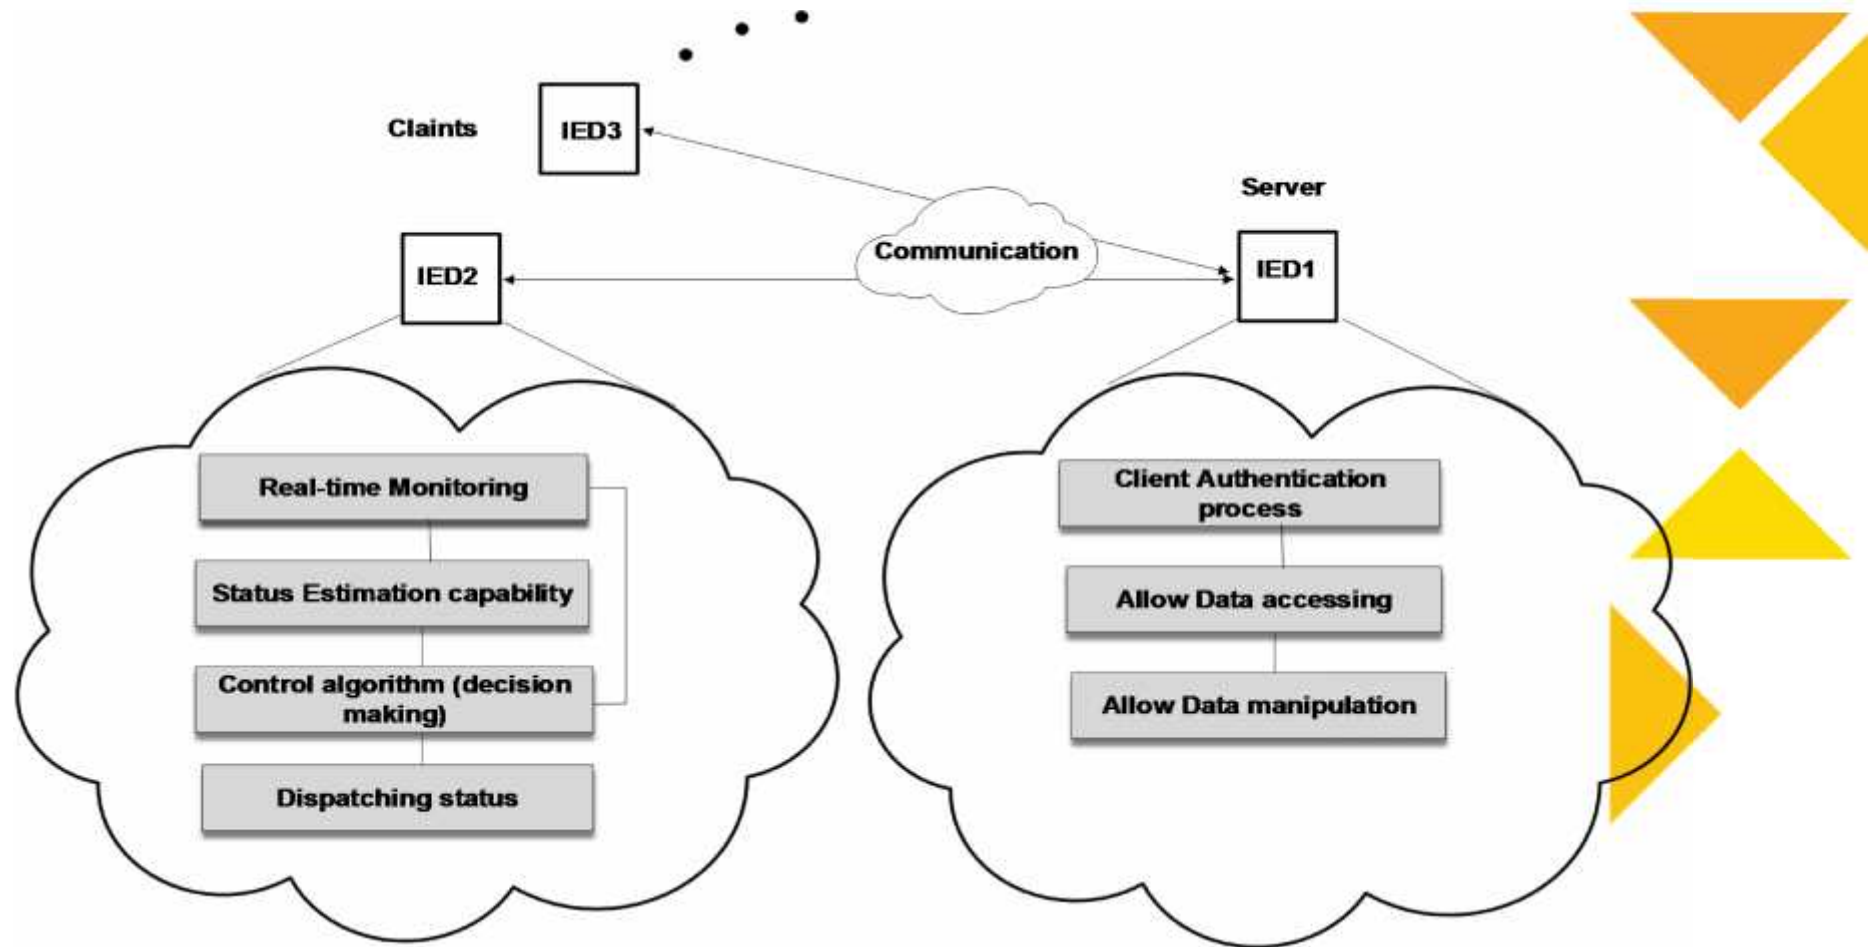 Claints
IED3
Server
Communication
IED2
IED1
Real-time Monitoring
Status Estimation capability
Control algorithm (decision
making)
Dispatching status
Client Authentication
process
Allow Data accessing
Allow Data manipulation